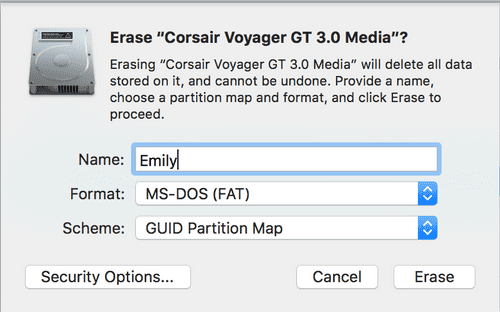 Erase “Corsair Voyager GT 3.0 Media”?
Erasing “Corsair Voyager GT 3.0 Media” will delete all data
stored on it, and cannot be undone. Provide a name,
choose a partition map and format, and click Erase to
proceed.
Name: Emily
Format: MS-DOS (FAT)
Scheme: GUID Partition Map
Security Options... Cancel Erase